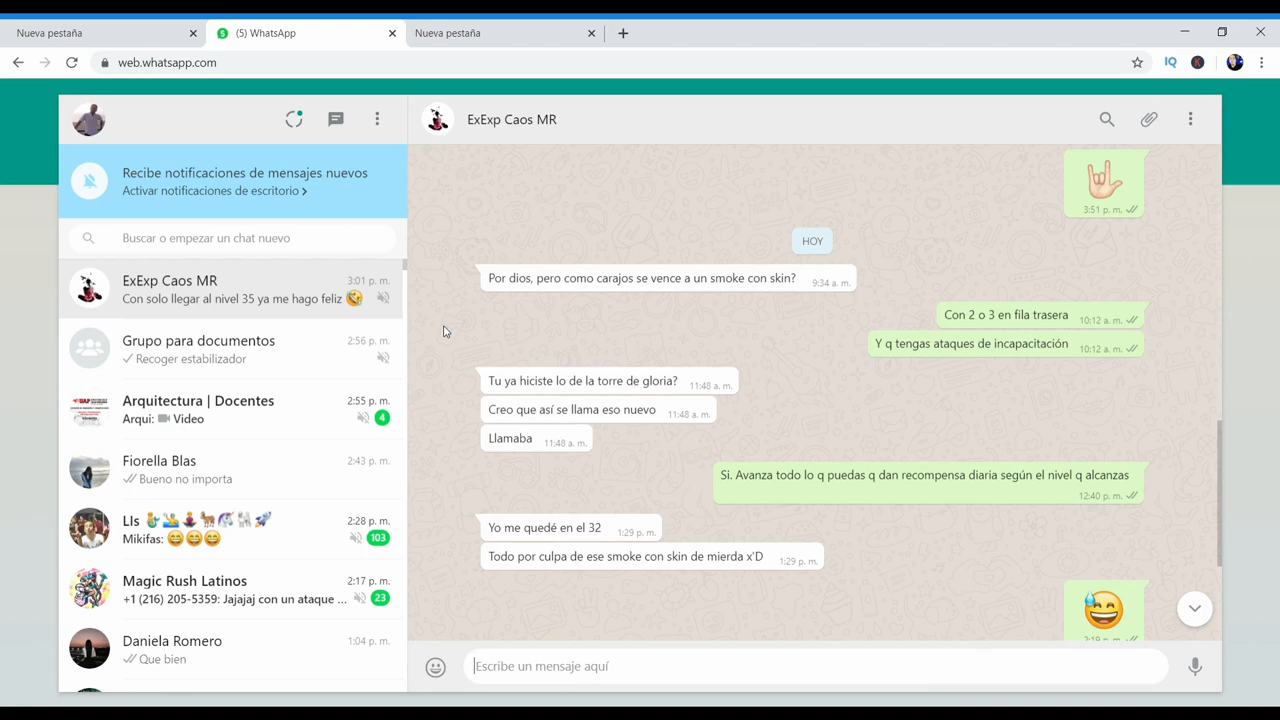 Nueva pestaña
(5) WhatsApp
Nueva pestaña
web.whatsapp.com
IQ
K
ExExp Caos MR
Recibe notificaciones de mensajes nuevos
Activar notificaciones de escritorio >
Buscar o empezar un chat nuevo
ExExp Caos MR 3:01 p. m.
Con solo llegar al nivel 35 ya me hago feliz 🤣
Grupo para documentos 2:56 p. m.
Recoger estabilizador
Arquitectura | Docentes 2:55 p. m.
Arqui: Video 4
Fiorella Blas 2:43 p. m.
Bueno no importa
LIs 🧞‍♂️🤽‍♂️🧘‍♀️🐐🦄🐘🚀 2:28 p. m.
Mikifas: 😄😄😄 103
Magic Rush Latinos 2:17 p. m.
+1 (216) 205-5359: Jajajaj con un ataque ... 23
Daniela Romero 1:04 p. m.
Que bien
3:51 p. m.
HOY
Por dios, pero como carajos se vence a un smoke con skin? 9:34 a. m.
Con 2 o 3 en fila trasera 10:12 a. m.
Y q tengas ataques de incapacitación 10:12 a. m.
Tu ya hiciste lo de la torre de gloria? 11:48 a. m.
Creo que así se llama eso nuevo 11:48 a. m.
Llamaba 11:48 a. m.
Si. Avanza todo lo q puedas q dan recompensa diaria según el nivel q alcanzas
12:40 p. m.
Yo me quedé en el 32 1:29 p. m.
Todo por culpa de ese smoke con skin de mierda x'D 1:29 p. m.
2:19 p. m.
Escribe un mensaje aquí